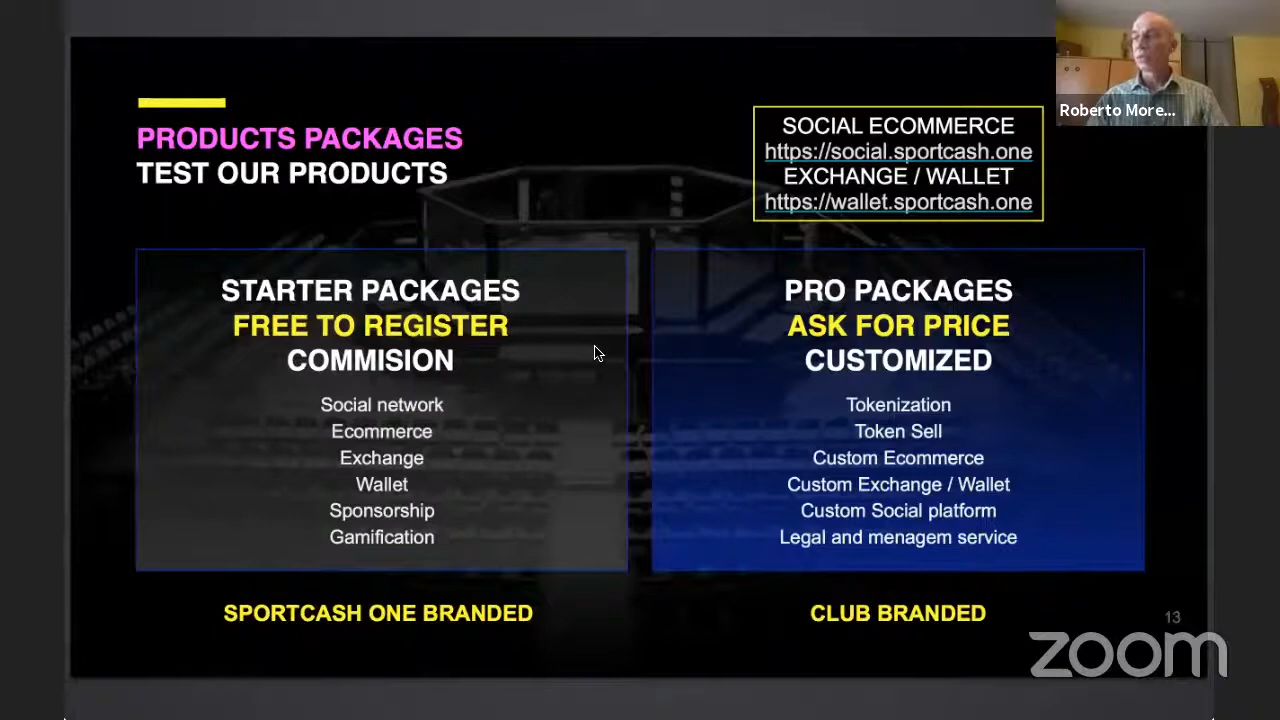 PRODUCTS PACKAGES
TEST OUR PRODUCTS
SOCIAL ECOMMERCE
https://social.sportcash.one
EXCHANGE / WALLET
https://wallet.sportcash.one
Roberto More...
STARTER PACKAGES
FREE TO REGISTER
COMMISION
Social network
Ecommerce
Exchange
Wallet
Sponsorship
Gamification
SPORTCASH ONE BRANDED
PRO PACKAGES
ASK FOR PRICE
CUSTOMIZED
Tokenization
Token Sell
Custom Ecommerce
Custom Exchange / Wallet
Custom Social platform
Legal and managem service
CLUB BRANDED
13
zoom